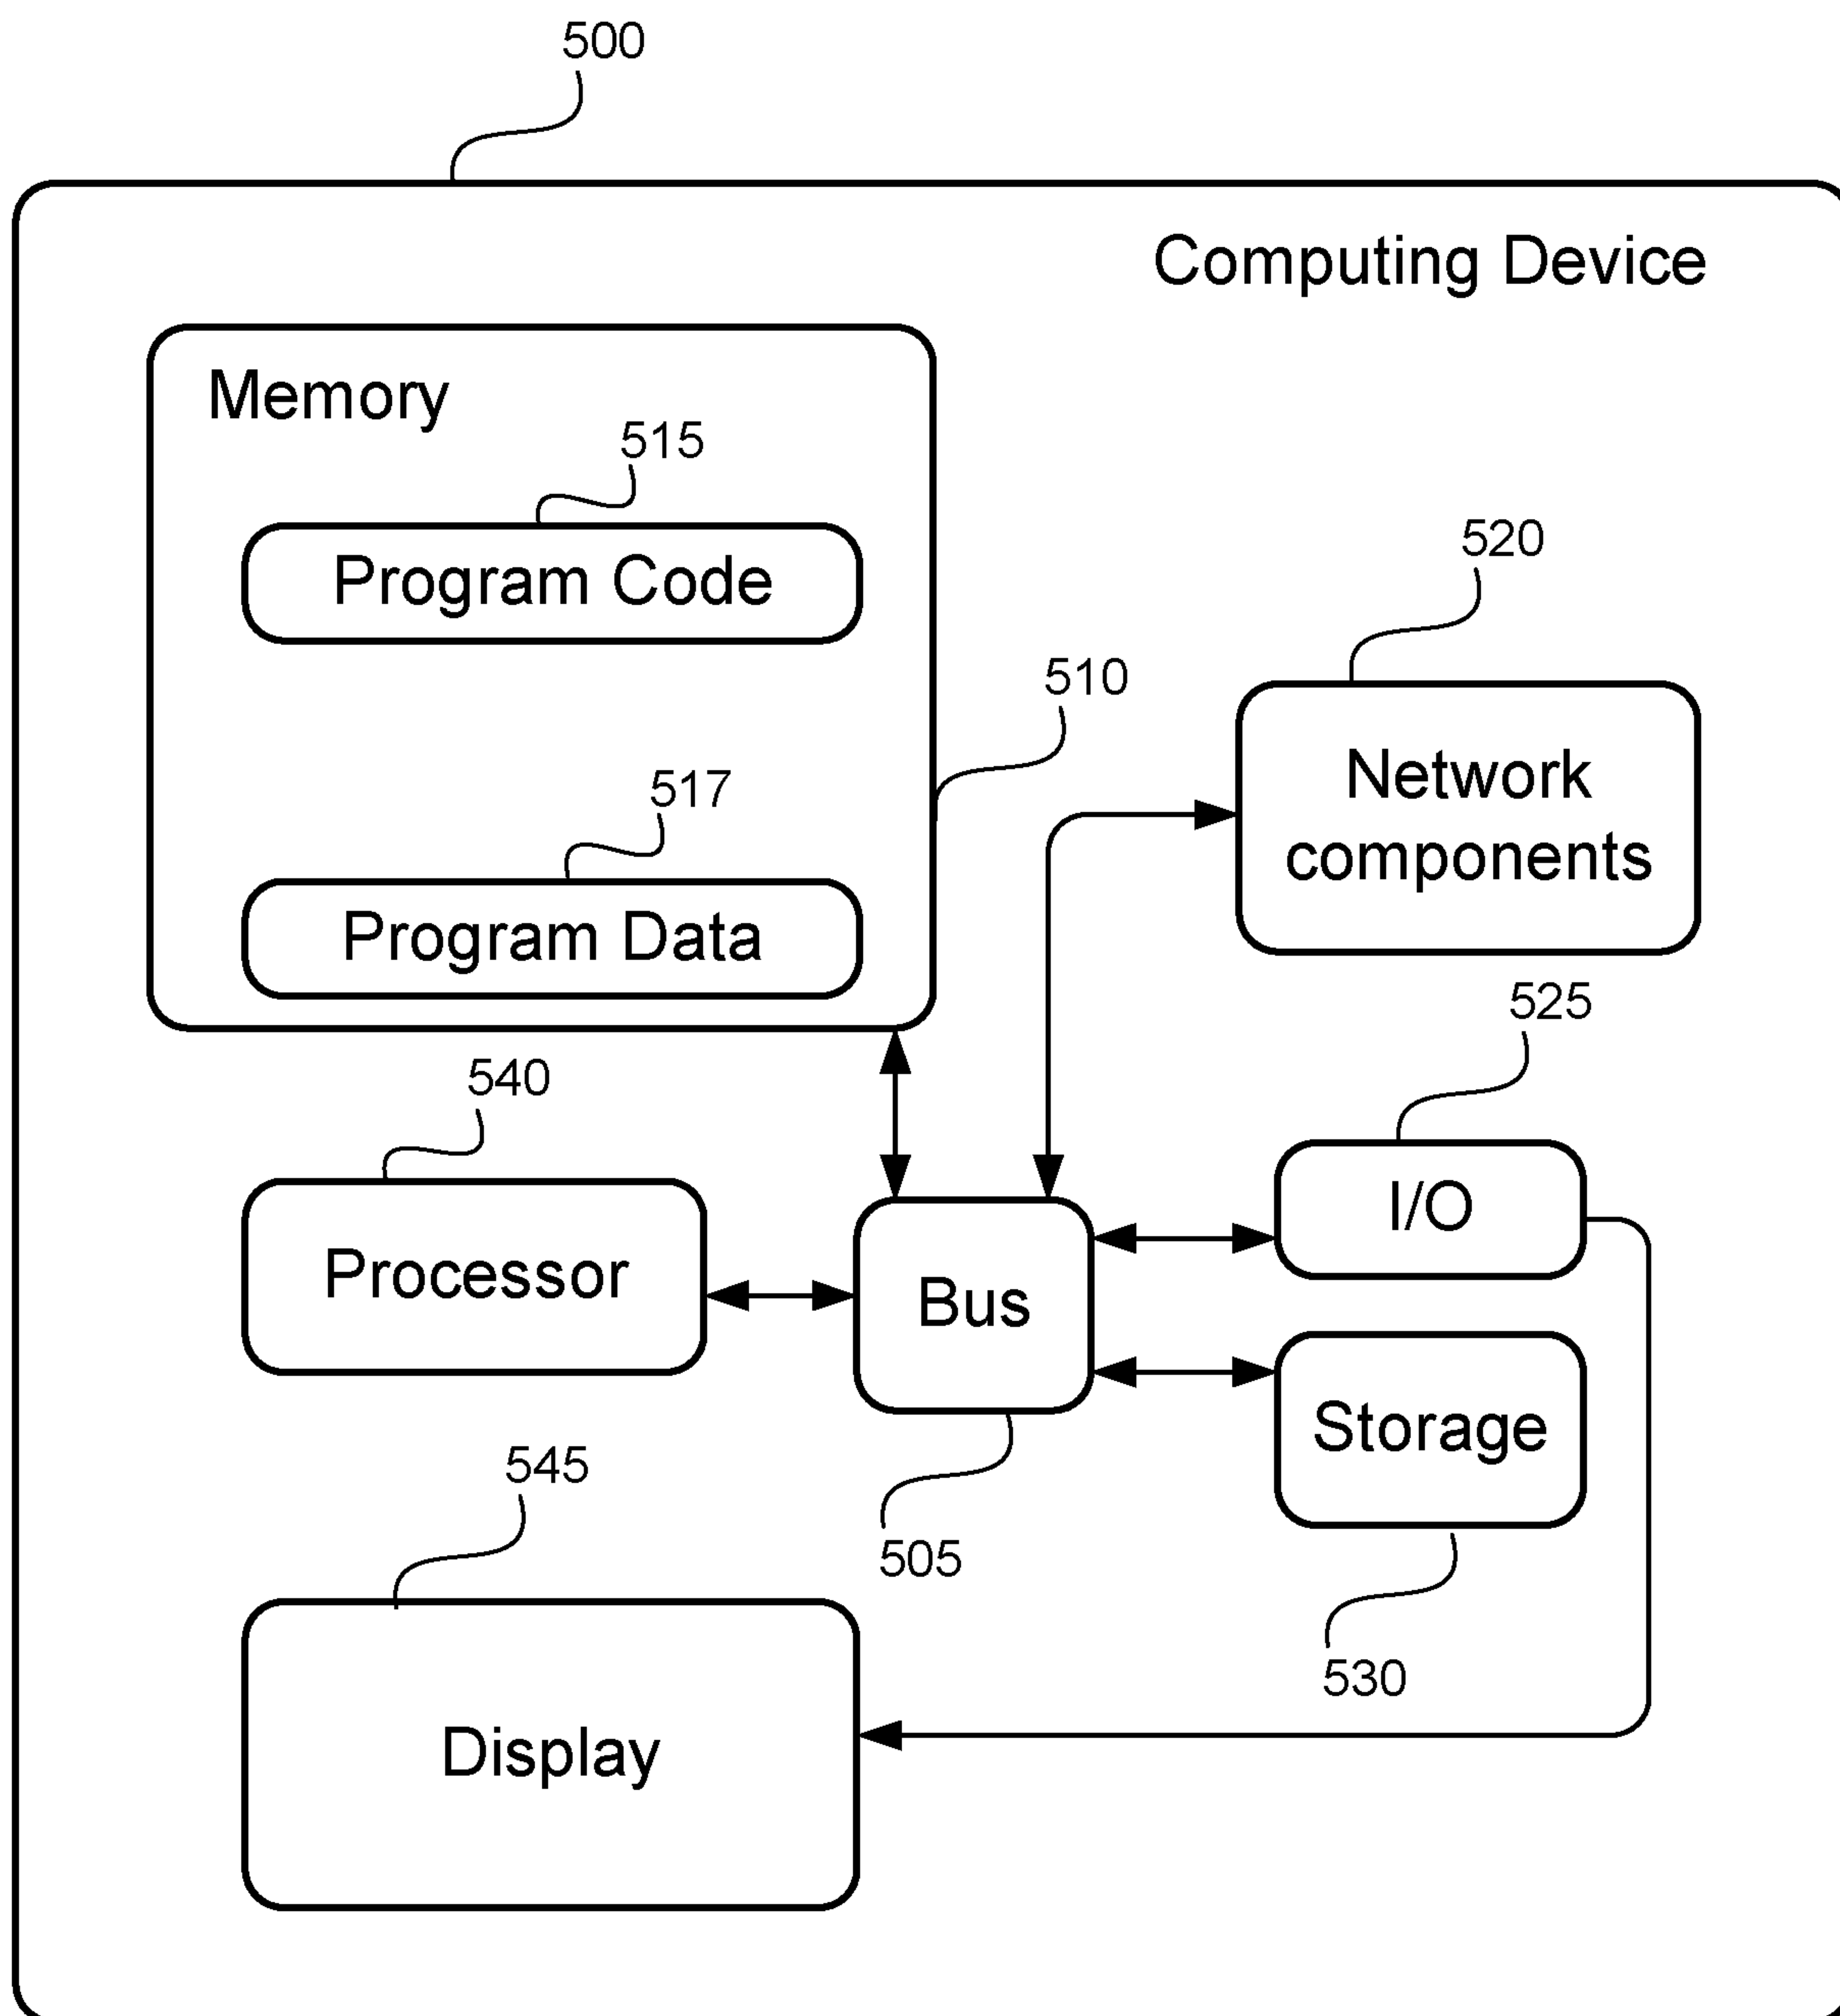 500
Computing Device
Memory
515
Program Code
520
510
Network
components
517
Program Data
525
540
I/O
Processor
Bus
Storage
545
505
530
Display